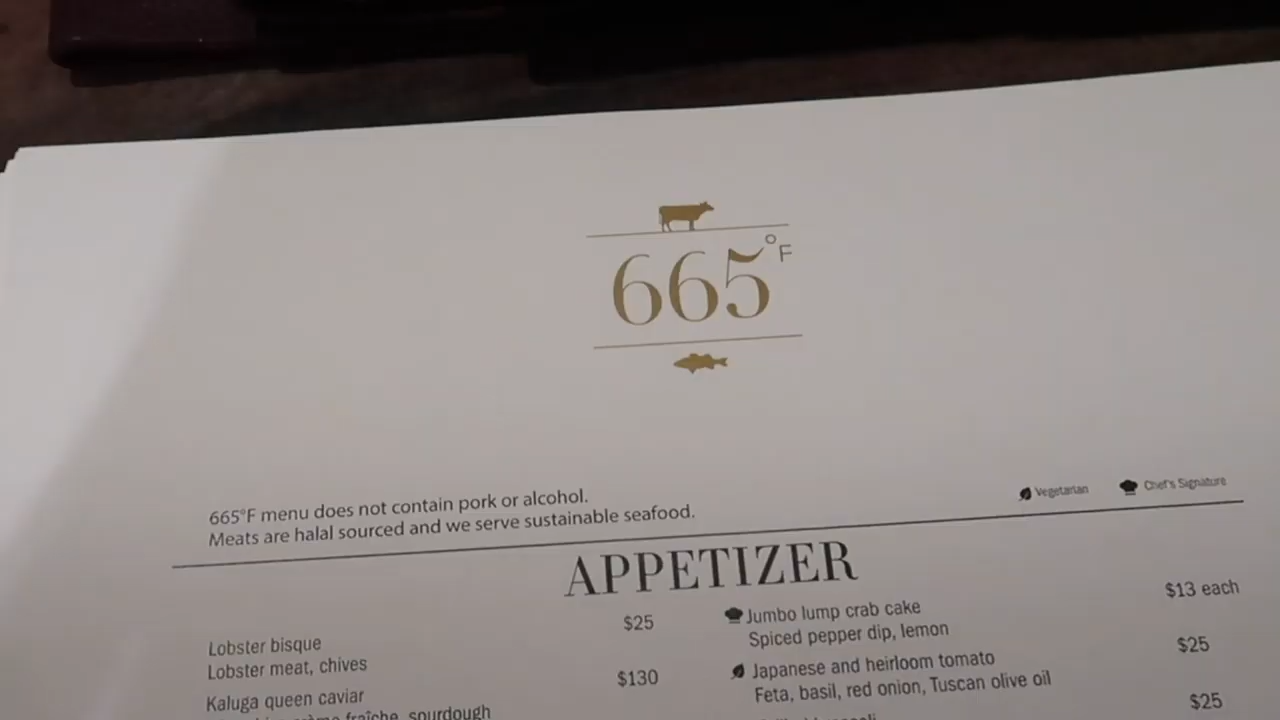 665°F
665°F menu does not contain pork or alcohol.
Meats are halal sourced and we serve sustainable seafood.
Vegetarian
Chef's Signature
APPETIZER
Lobster bisque $25
Lobster meat, chives
Kaluga queen caviar $130
fraîche, sourdough
Jumbo lump crab cake $13 each
Spiced pepper dip, lemon
Japanese and heirloom tomato $25
Feta, basil, red onion, Tuscan olive oil
$25